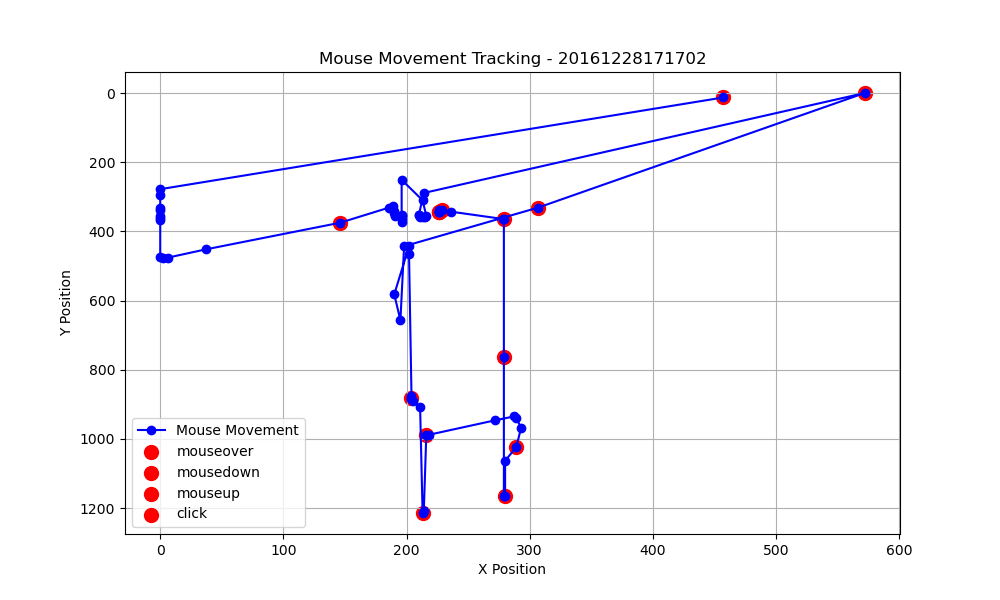 Mouse Movement Tracking - 20161228171702
0
200
400
600
800
1000
1200
Y Position
Mouse Movement
mouseover
mousedown
mouseup
click
0 100 200 300 400 500 600
X Position